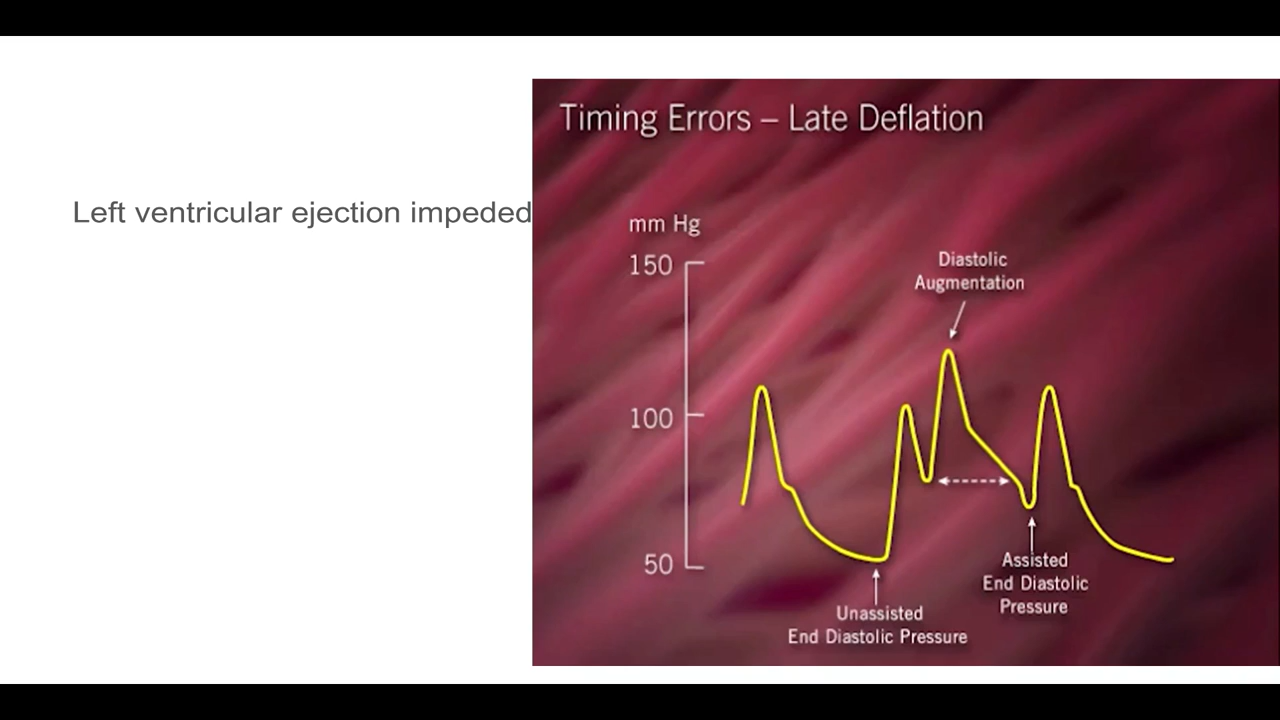 Timing Errors – Late Deflation
Left ventricular ejection impeded
mm Hg
150
Diastolic
Augmentation
100
50
Assisted
End Diastolic
Pressure
Unassisted
End Diastolic Pressure